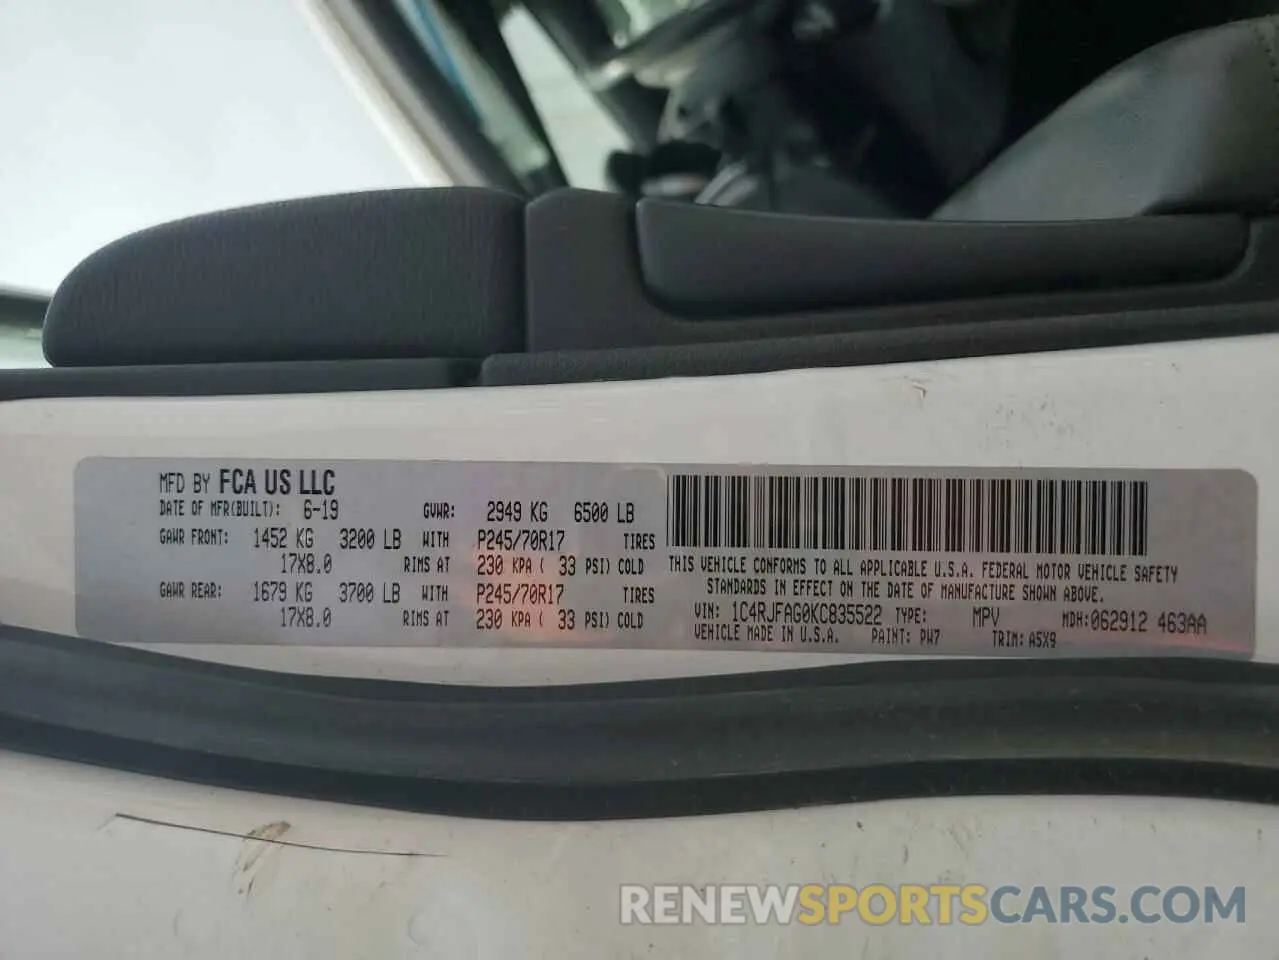 MFD BY FCA US LLC
DATE OF MFR(BUILT): 6-19 GVWR: 2949 KG 6500 LB
GAWR FRONT: 1452 KG 3200 LB WITH P245/70R17 TIRES
17X8.0 RIMS AT 230 KPA ( 33 PSI) COLD
GAWR REAR: 1679 KG 3700 LB WITH P245/70R17 TIRES
17X8.0 RIMS AT 230 KPA ( 33 PSI) COLD
THIS VEHICLE CONFORMS TO ALL APPLICABLE U.S.A. FEDERAL MOTOR VEHICLE SAFETY
STANDARDS IN EFFECT ON THE DATE OF MANUFACTURE SHOWN ABOVE.
VIN: 1C4RJFAG0KC835522 TYPE: MPV MDH:062912 463AA
VEHICLE MADE IN U.S.A. PAINT: PW7 TRIM: A5X9
RENEWSPORTSCARS.COM